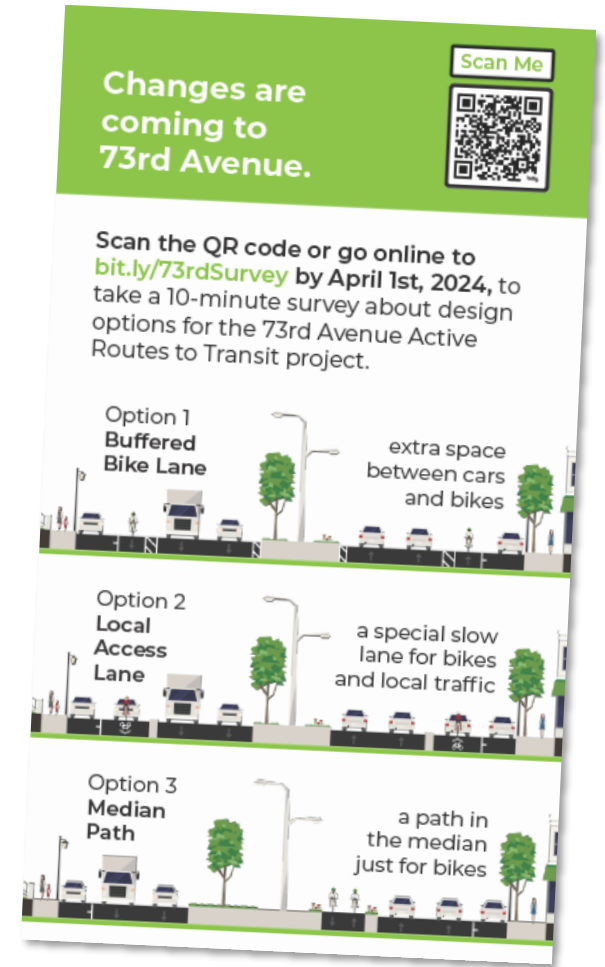 Scan Me
Changes are
coming to
73rd Avenue.
Scan the QR code or go online to
bit.ly/73rdSurvey by April 1st, 2024, to
take a 10-minute survey about design
options for the 73rd Avenue Active
Routes to Transit project.
Option 1
Buffered
Bike Lane
extra space
between cars
and bikes
Option 2
Local
Access
Lane
a special slow
lane for bikes
and local traffic
Option 3
Median
Path
a path in
the median
just for bikes